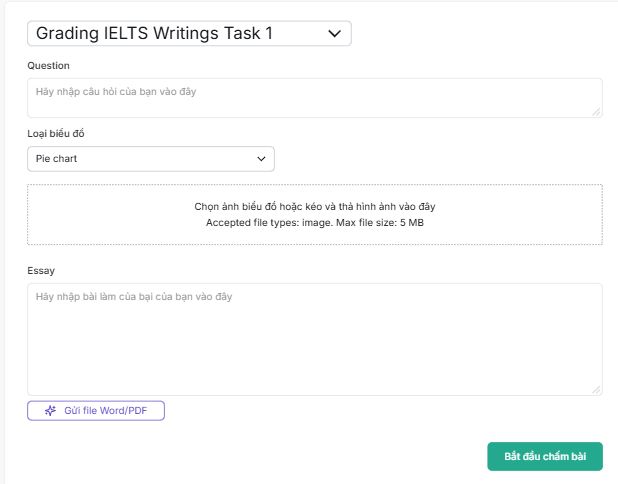 Grading IELTS Writings Task 1
Question
Hãy nhập câu hỏi của bạn vào đây
Loại biểu đồ
Pie chart
Chọn ảnh biểu đồ hoặc kéo và thả hình ảnh vào đây
Accepted file types: image. Max file size: 5 MB
Essay
Hãy nhập bài làm của bại của bạn vào đây
Gửi file Word/PDF
Bắt đầu chấm bài